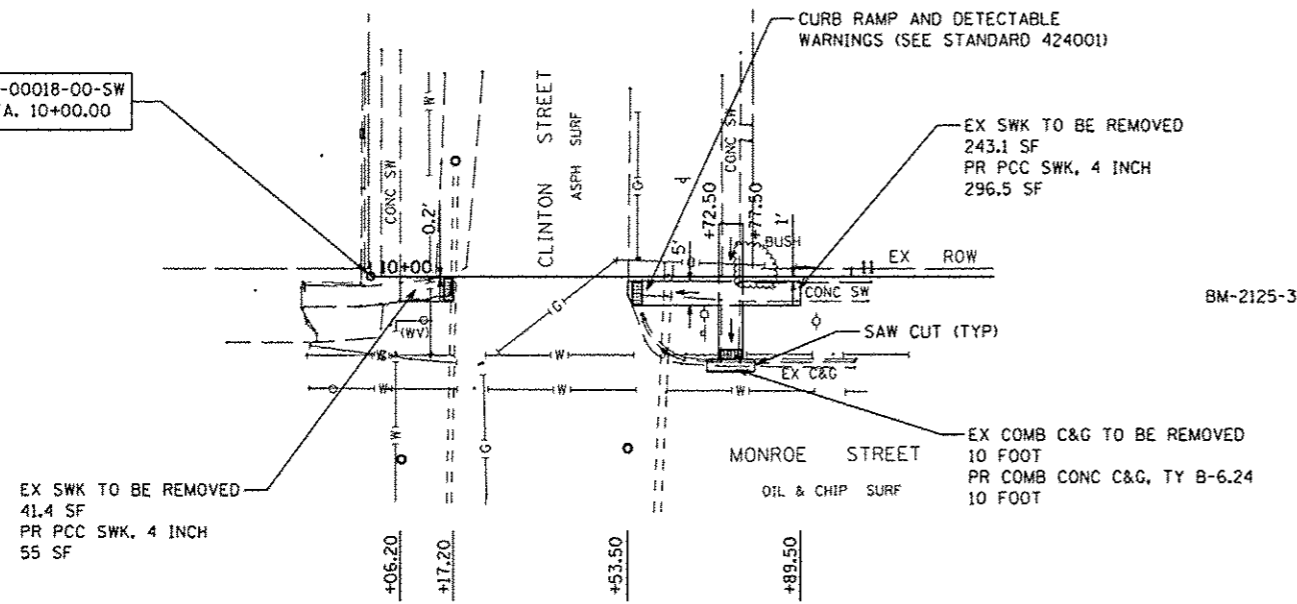 CURB RAMP AND DETECTABLE
WARNINGS (SEE STANDARD 424001)
-00018-00-SW
A. 10+00.00
EX SWK TO BE REMOVED
243.1 SF
PR PCC SWK, 4 INCH
296.5 SF
CLINTON STREET
ASPH SURF
CONC SW
CONC SW
0.2'
10+00
+72.50
+77.50
1'
5'
BUSH
EX ROW
CONC SW
BM-2125-3
(WV)
SAW CUT (TYP)
EX C&G
W
W
W
W
W
W
W
W
W
G
G
G
EX COMB C&G TO BE REMOVED
10 FOOT
PR COMB CONC C&G, TY B-6.24
10 FOOT
MONROE STREET
OIL & CHIP SURF
EX SWK TO BE REMOVED
41.4 SF
PR PCC SWK, 4 INCH
55 SF
+06.20
+17.20
+53.50
+89.50